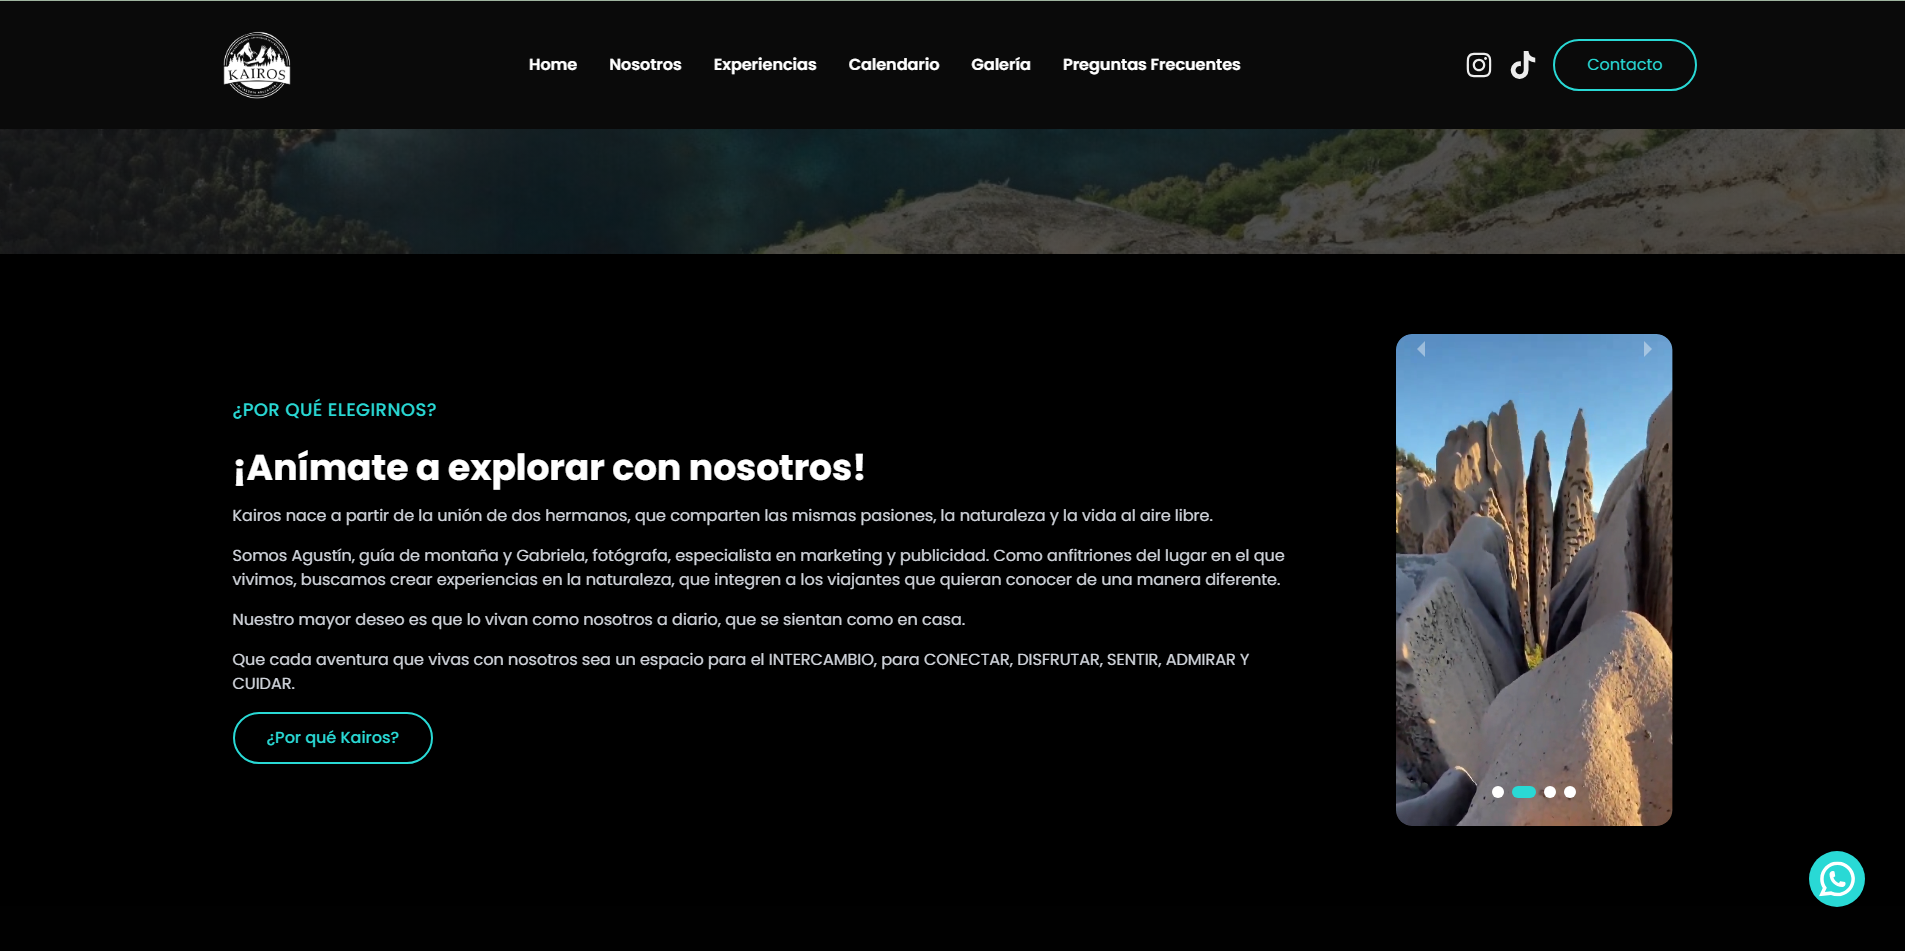 KAIROS
Home Nosotros Experiencias Calendario Galería Preguntas Frecuentes Contacto
¿POR QUÉ ELEGIRNOS?
¡Anímate a explorar con nosotros!
Kairos nace a partir de la unión de dos hermanos, que comparten las mismas pasiones, la naturaleza y la vida al aire libre.
Somos Agustín, guía de montaña y Gabriela, fotógrafa, especialista en marketing y publicidad. Como anfitriones del lugar en el que
vivimos, buscamos crear experiencias en la naturaleza, que integren a los viajantes que quieran conocer de una manera diferente.
Nuestro mayor deseo es que lo vivan como nosotros a diario, que se sientan como en casa.
Que cada aventura que vivas con nosotros sea un espacio para el INTERCAMBIO, para CONECTAR, DISFRUTAR, SENTIR, ADMIRAR Y
CUIDAR.
¿Por qué Kairos?